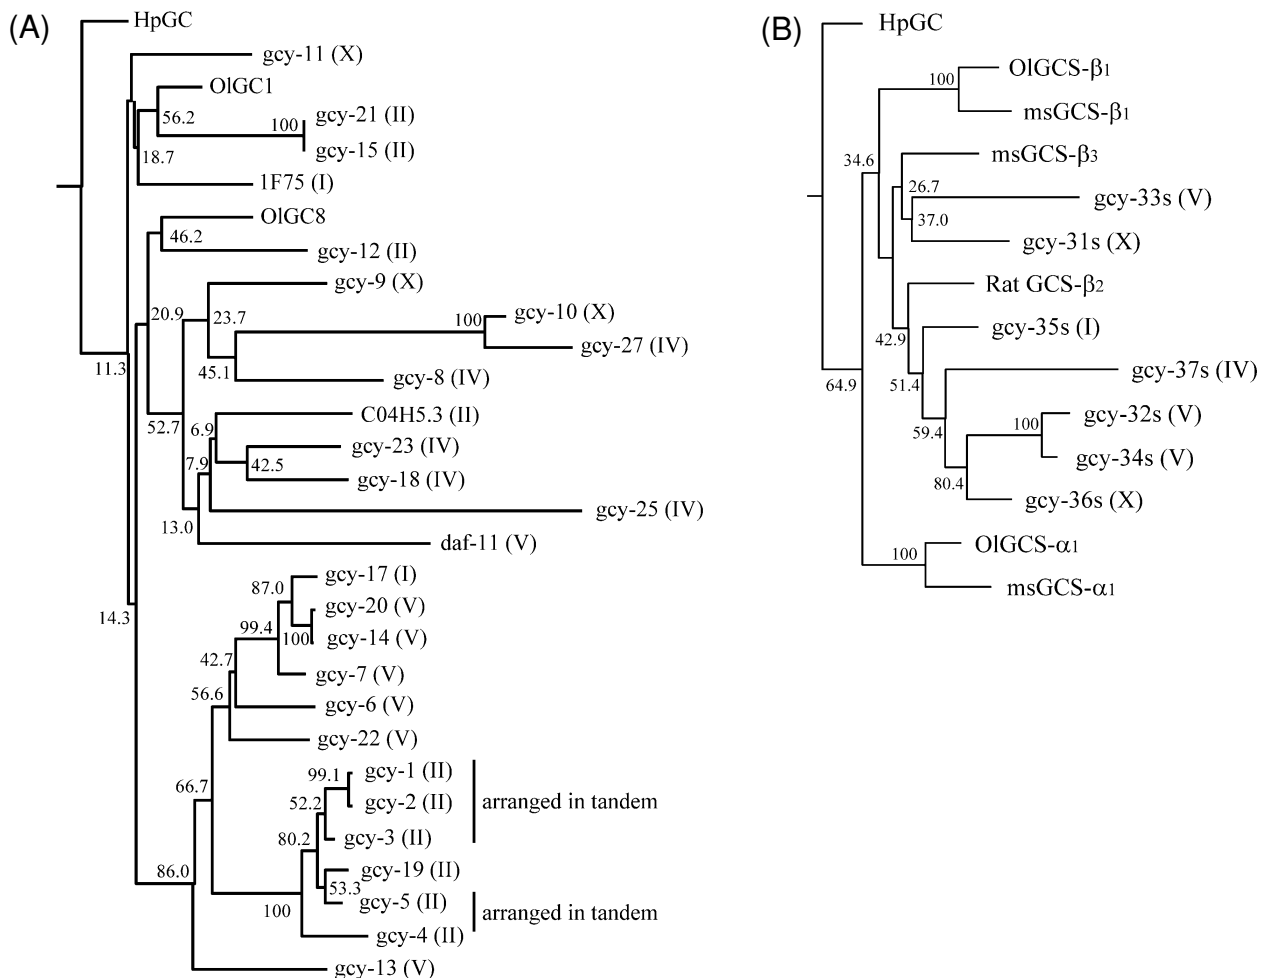 (A)
HpGC
gcy-11 (X)
OlGC1
56.2
100
gcy-21 (II)
gcy-15 (II)
18.7
1F75 (I)
OlGC8
46.2
gcy-12 (II)
gcy-9 (X)
20.9
23.7
100
gcy-10 (X)
gcy-27 (IV)
11.3
45.1
gcy-8 (IV)
C04H5.3 (II)
52.7
6.9
gcy-23 (IV)
7.9
42.5
gcy-18 (IV)
gcy-25 (IV)
13.0
daf-11 (V)
gcy-17 (I)
87.0
gcy-20 (V)
14.3
99.4
100
gcy-14 (V)
42.7
gcy-7 (V)
56.6
gcy-6 (V)
gcy-22 (V)
99.1
gcy-1 (II)
66.7
52.2
gcy-2 (II)
arranged in tandem
80.2
gcy-3 (II)
86.0
gcy-19 (II)
53.3
gcy-5 (II)
100
arranged in tandem
gcy-4 (II)
gcy-13 (V)
(B)
HpGC
OlGCS-β1
100
msGCS-β1
34.6
msGCS-β3
26.7
gcy-33s (V)
37.0
gcy-31s (X)
Rat GCS-β2
gcy-35s (I)
42.9
64.9
51.4
gcy-37s (IV)
gcy-32s (V)
100
59.4
gcy-34s (V)
80.4
gcy-36s (X)
OlGCS-α1
100
msGCS-α1